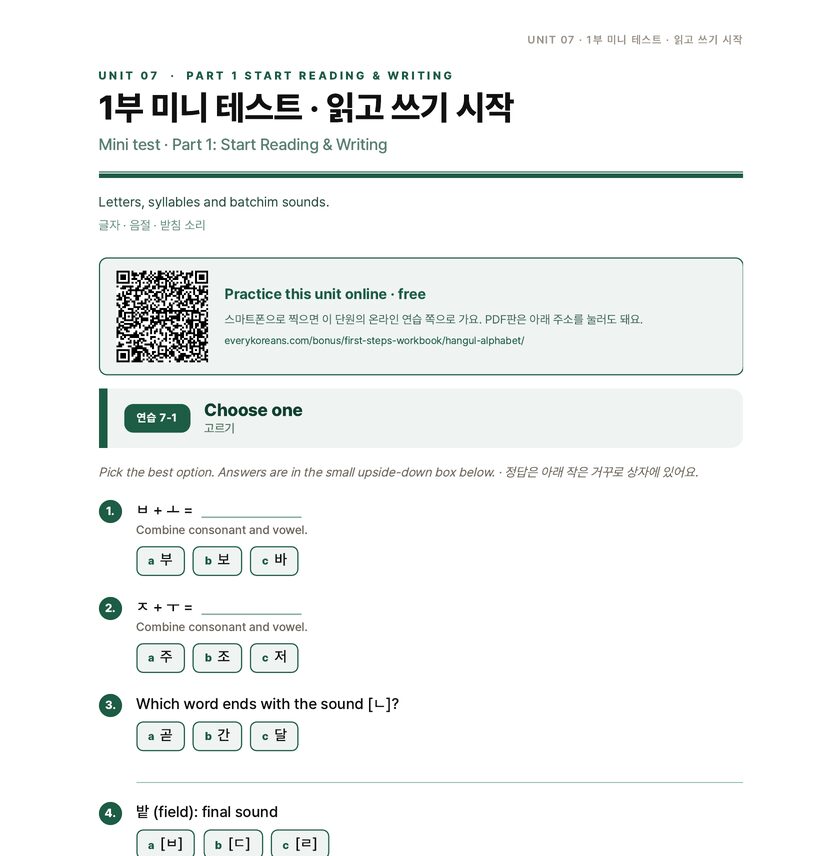 UNIT 07 · 1부 미니 테스트 · 읽고 쓰기 시작
UNIT 07 · PART 1 START READING & WRITING
1부 미니 테스트 · 읽고 쓰기 시작
Mini test · Part 1: Start Reading & Writing
Letters, syllables and batchim sounds.
글자 · 음절 · 받침 소리
Practice this unit online · free
스마트폰으로 찍으면 이 단원의 온라인 연습 쪽으로 가요. PDF판은 아래 주소를 눌러도 돼요.
everykoreans.com/bonus/first-steps-workbook/hangul-alphabet/
연습 7-1 Choose one
고르기
Pick the best option. Answers are in the small upside-down box below. · 정답은 아래 작은 거꾸로 상자에 있어요.
1. ㅂ + ㅗ = ____________
Combine consonant and vowel.
a 부 b 보 c 바
2. ㅈ + ㅜ = ____________
Combine consonant and vowel.
a 주 b 조 c 저
3. Which word ends with the sound [ㄴ]?
a 곧 b 간 c 달
4. 밭 (field): final sound
a [ㅂ] b [ㄷ] c [ㄹ]